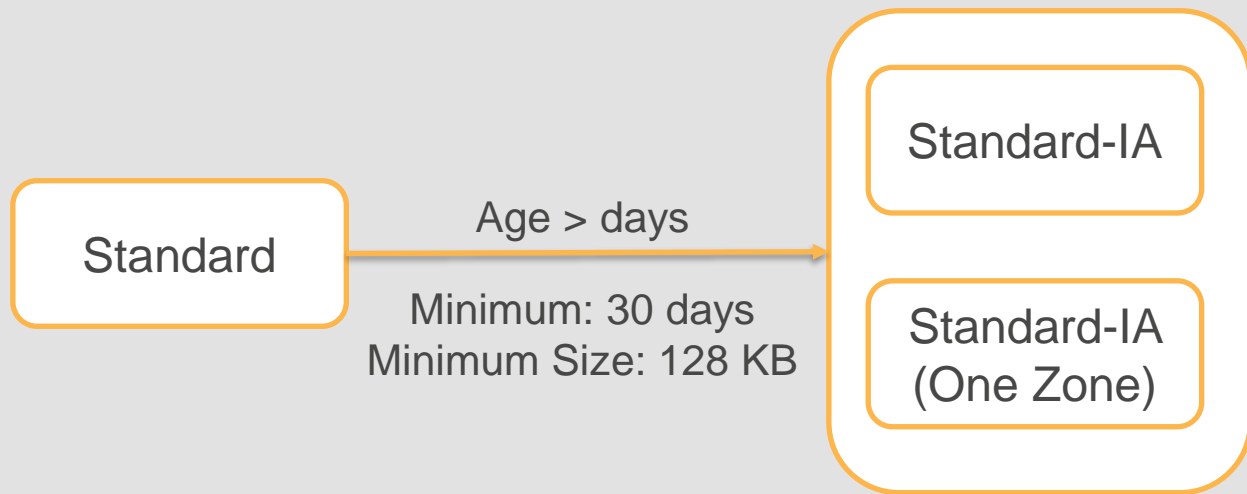 Standard
Age > days
Minimum: 30 days
Minimum Size: 128 KB
Standard-IA
Standard-IA
(One Zone)